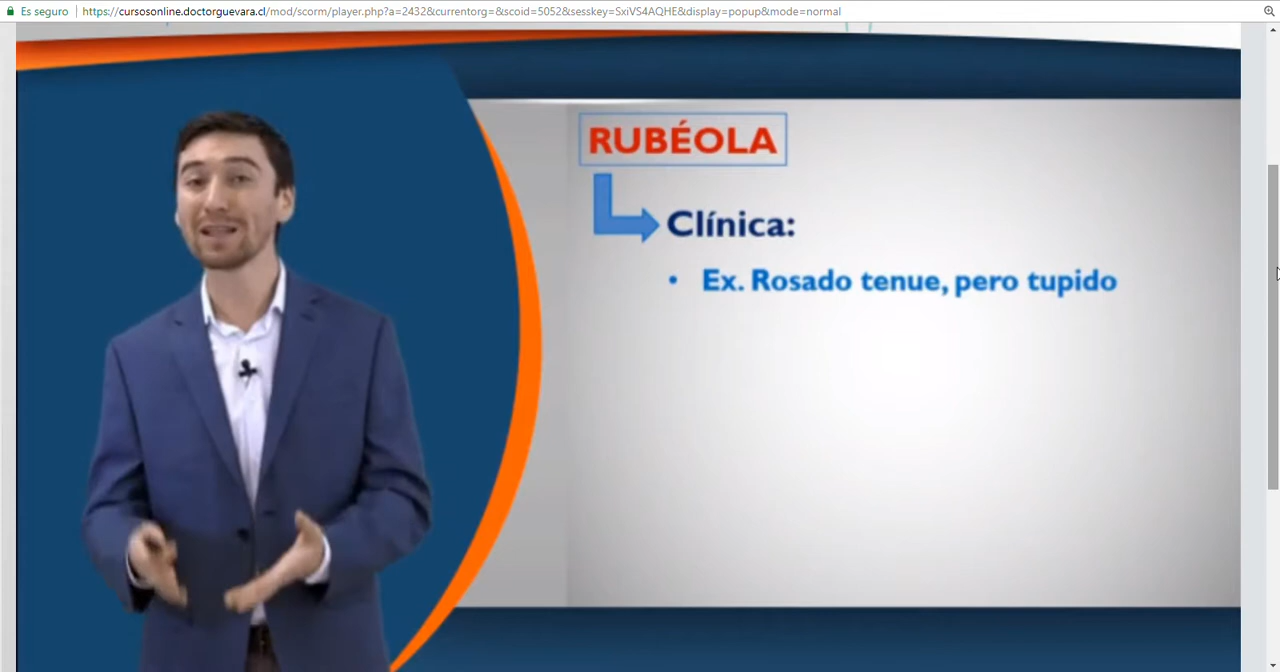 Es seguro | https://cursosonline.doctorguevara.cl/mod/scorm/player.php?a=2432&currentorg=&scoid=5052&sesskey=SxiVS4AQHE&display=popup&mode=normal
RUBÉOLA
Clínica:
• Ex. Rosado tenue, pero tupido